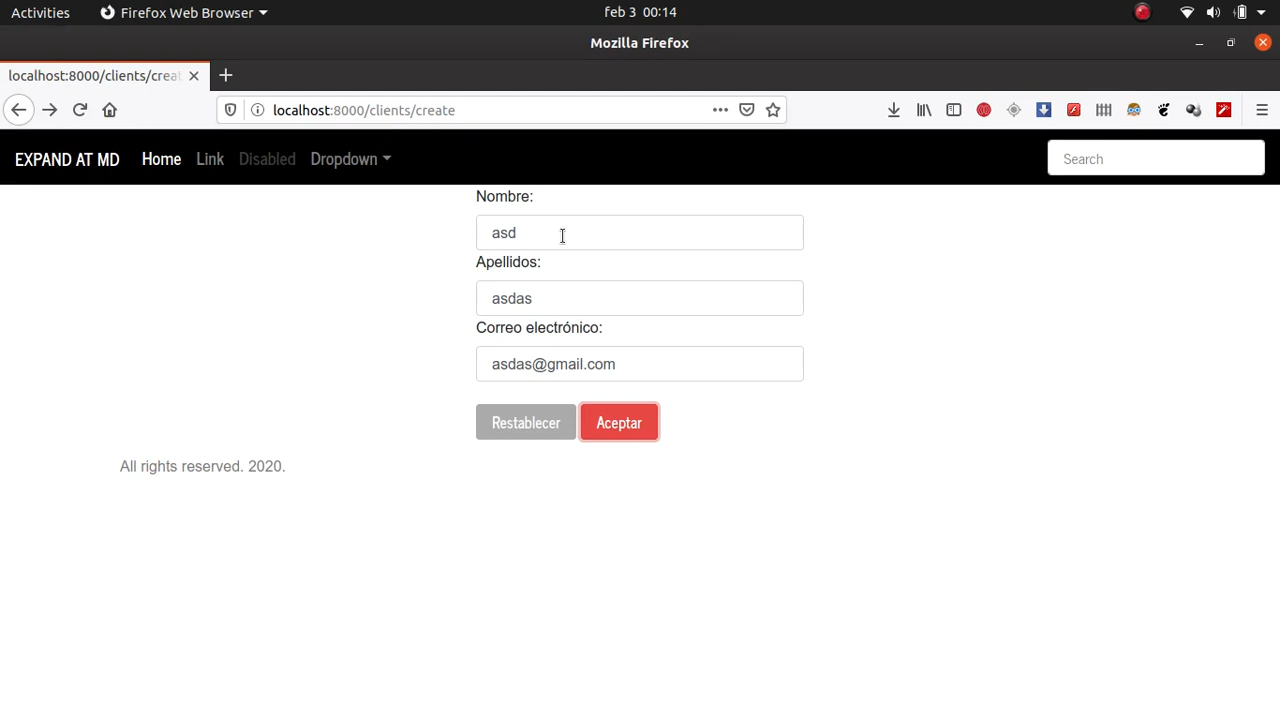 Activities Firefox Web Browser feb 3 00:14
Mozilla Firefox
localhost:8000/clients/crea
localhost:8000/clients/create
EXPAND AT MD Home Link Disabled Dropdown Search
Nombre:
asd
Apellidos:
asdas
Correo electrónico:
asdas@gmail.com
Restablecer Aceptar
All rights reserved. 2020.